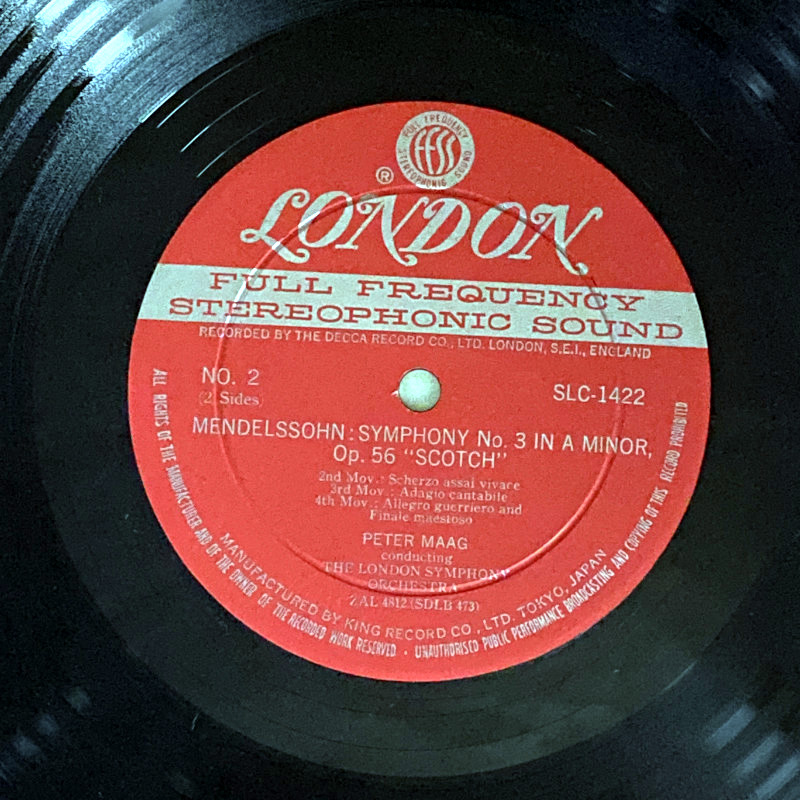 FULL FREQUENCY
FFSS
STEREOPHONIC SOUND
®
LONDON
FULL FREQUENCY
STEREOPHONIC SOUND
RECORDED BY THE DECCA RECORD CO., LTD. LONDON, S.E.I., ENGLAND
NO. 2
(2 Sides)
SLC-1422
MENDELSSOHN: SYMPHONY No. 3 IN A MINOR,
Op. 56 "SCOTCH"
2nd Mov.: Scherzo assai vivace
3rd Mov.: Adagio cantabile
4th Mov.: Allegro guerriero and
Finale maestoso
PETER MAAG
conducting
THE LONDON SYMPHONY
ORCHESTRA
ZAL 4812 (SDLB 473)
MANUFACTURED BY KING RECORD CO., LTD. TOKYO, JAPAN
ALL RIGHTS OF THE MANUFACTURER AND OF THE OWNER OF THE RECORDED WORK RESERVED · UNAUTHORISED PUBLIC PERFORMANCE BROADCASTING AND COPYING OF THIS RECORD PROHIBITED